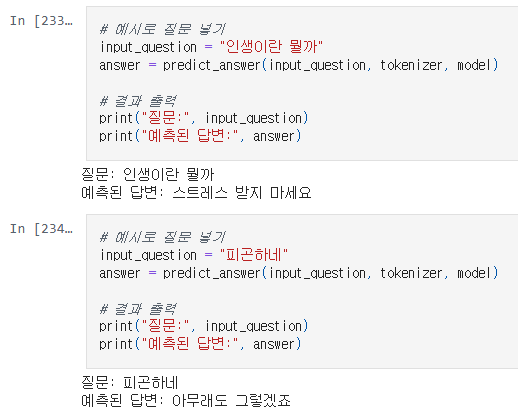 In [233…
# 예시로 질문 넣기
input_question = "인생이란 뭘까"
answer = predict_answer(input_question, tokenizer, model)
# 결과 출력
print("질문:", input_question)
print("예측된 답변:", answer)
질문: 인생이란 뭘까
예측된 답변: 스트레스 받지 마세요
In [234…
# 예시로 질문 넣기
input_question = "피곤하네"
answer = predict_answer(input_question, tokenizer, model)
# 결과 출력
print("질문:", input_question)
print("예측된 답변:", answer)
질문: 피곤하네
예측된 답변: 아무래도 그렇겠죠